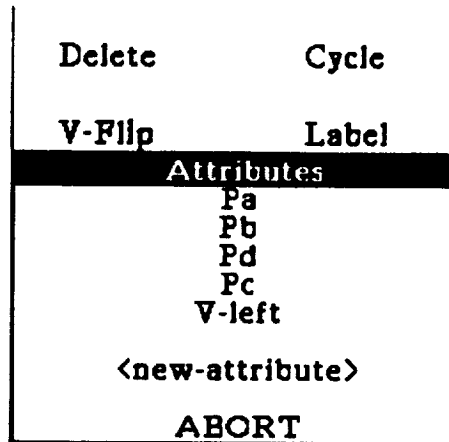 Delete Cycle
V-Flip Label
Attributes
Pa
Pb
Pd
Pc
V-left
<new-attribute>
ABORT